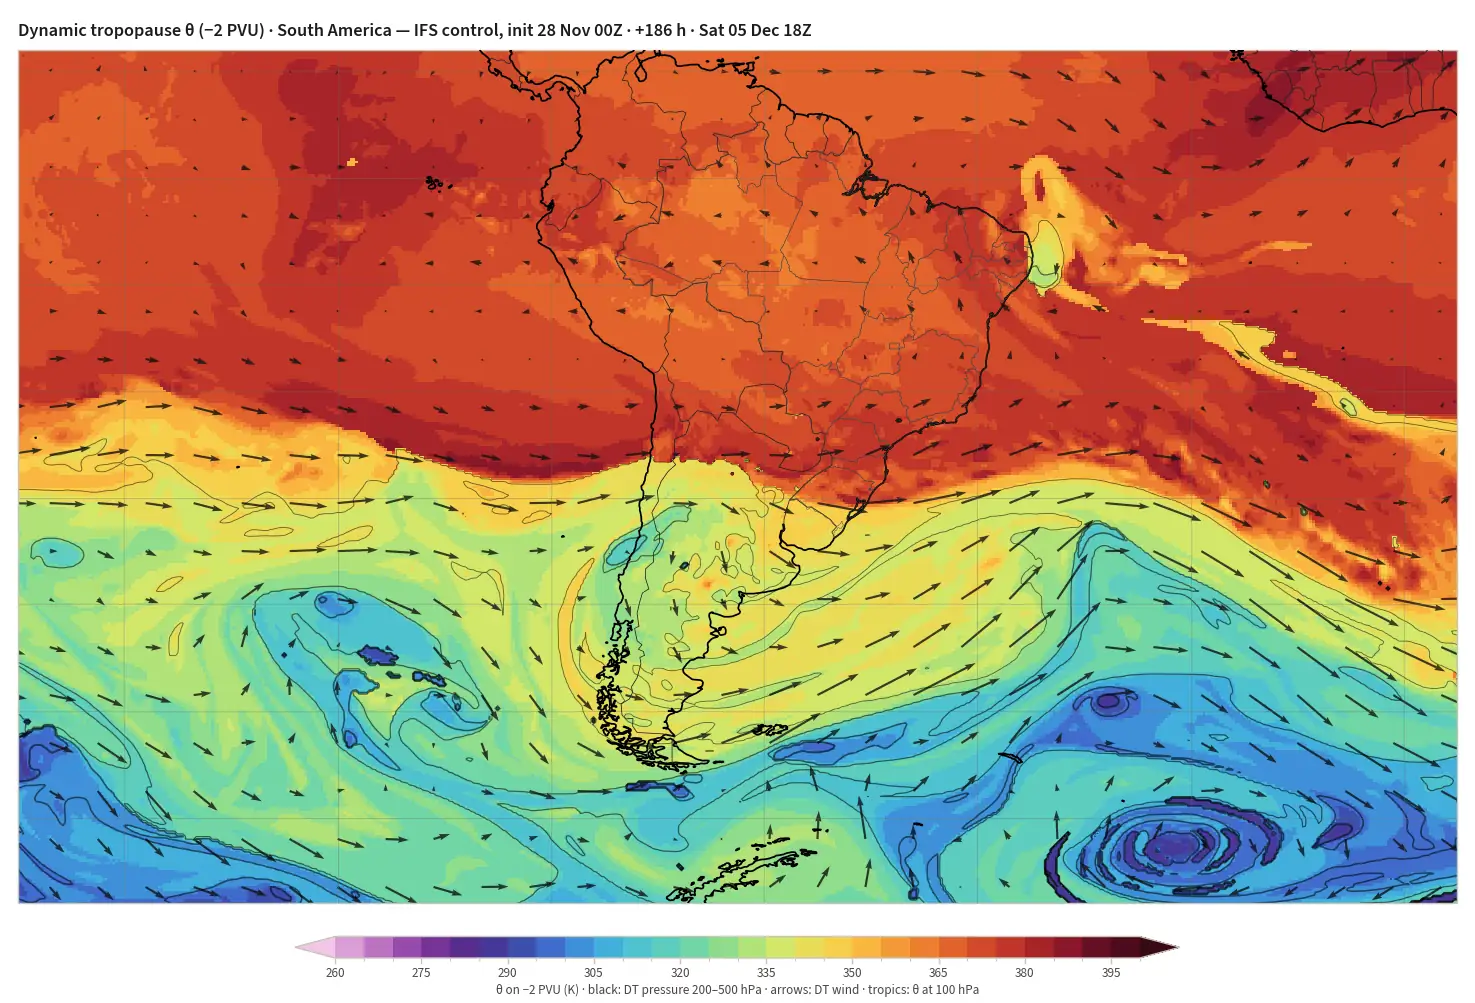 Dynamic tropopause θ (−2 PVU) · South America — IFS control, init 28 Nov 00Z · +186 h · Sat 05 Dec 18Z
260 275 290 305 320 335 350 365 380 395
θ on −2 PVU (K) · black: DT pressure 200–500 hPa · arrows: DT wind · tropics: θ at 100 hPa